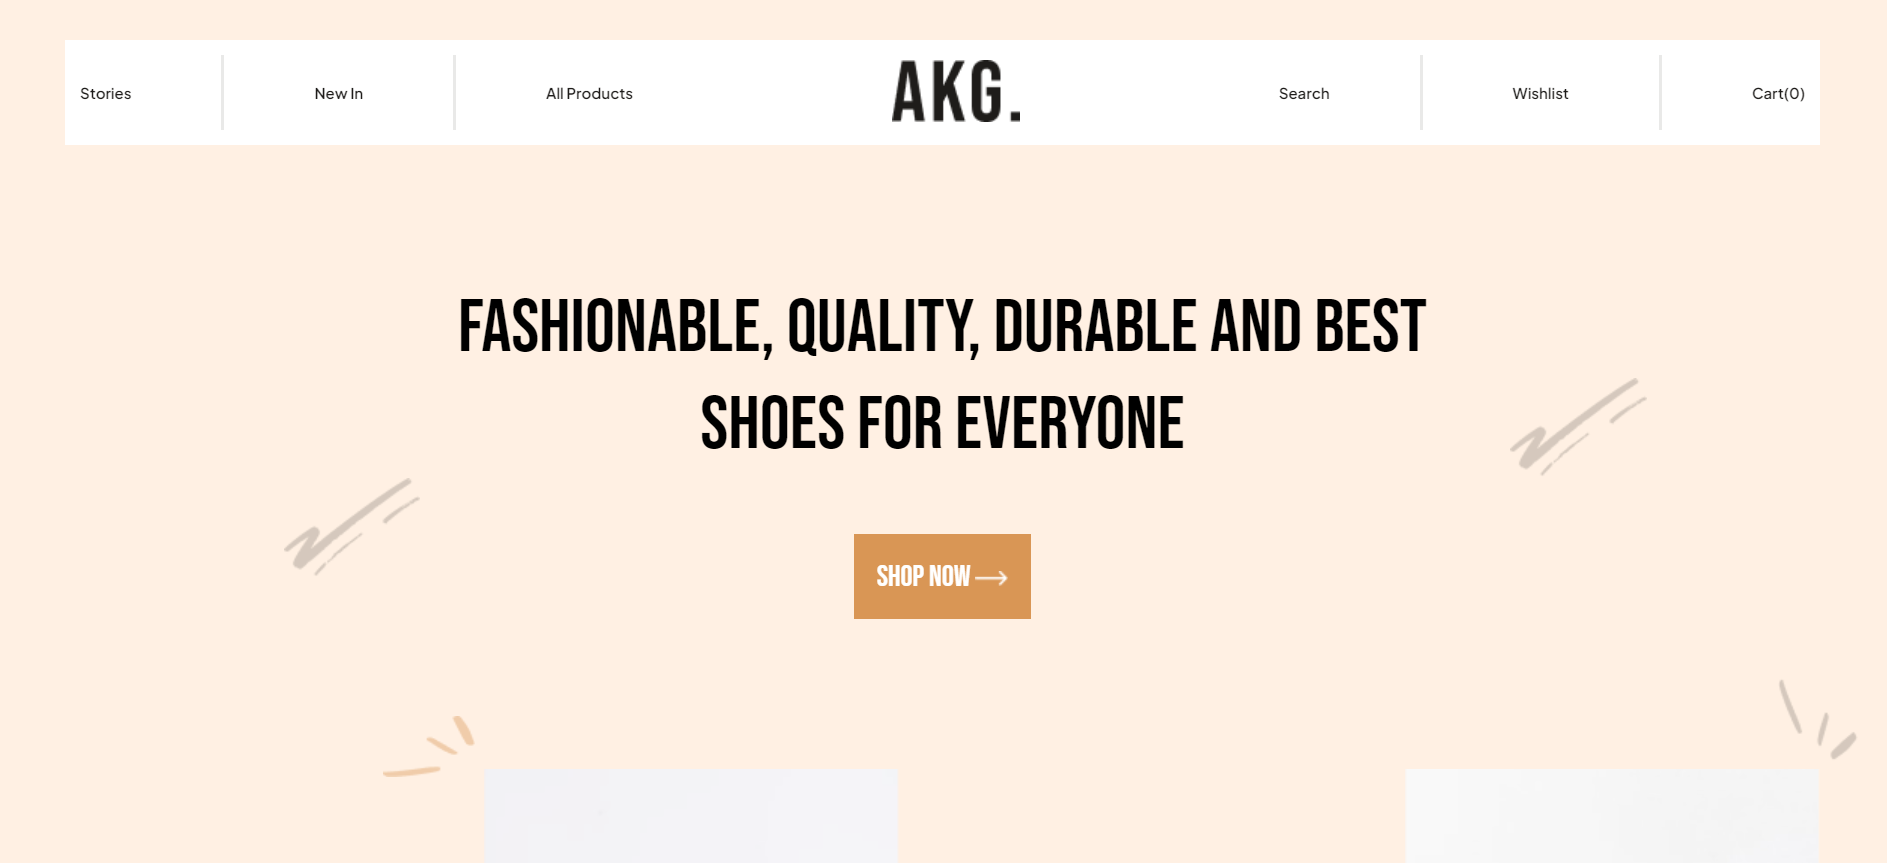 Stories
New In
All Products
AKG.
Search
Wishlist
Cart(0)
FASHIONABLE, QUALITY, DURABLE AND BEST
SHOES FOR EVERYONE
SHOP NOW